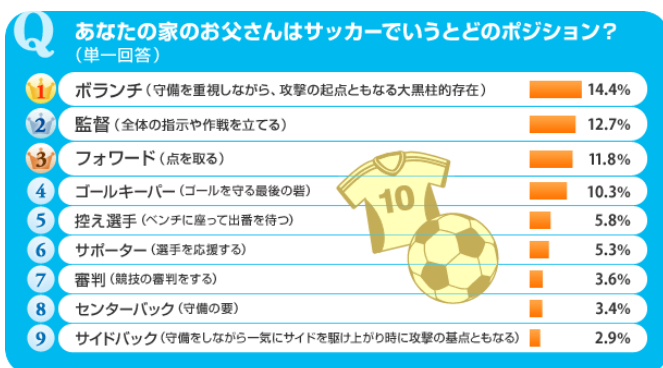 Q
あなたの家のお父さんはサッカーでいうとどのポジション?
(単一回答)
1 ボランチ(守備を重視しながら、攻撃の起点ともなる大黒柱的存在) 14.4%
2 監督(全体の指示や作戦を立てる) 12.7%
3 フォワード(点を取る) 11.8%
4 ゴールキーパー(ゴールを守る最後の砦) 10.3%
5 控え選手(ベンチに座って出番を待つ) 5.8%
6 サポーター(選手を応援する) 5.3%
7 審判(競技の審判をする) 3.6%
8 センターバック(守備の要) 3.4%
9 サイドバック(守備をしながら一気にサイドを駆け上がり時に攻撃の基点ともなる) 2.9%
10